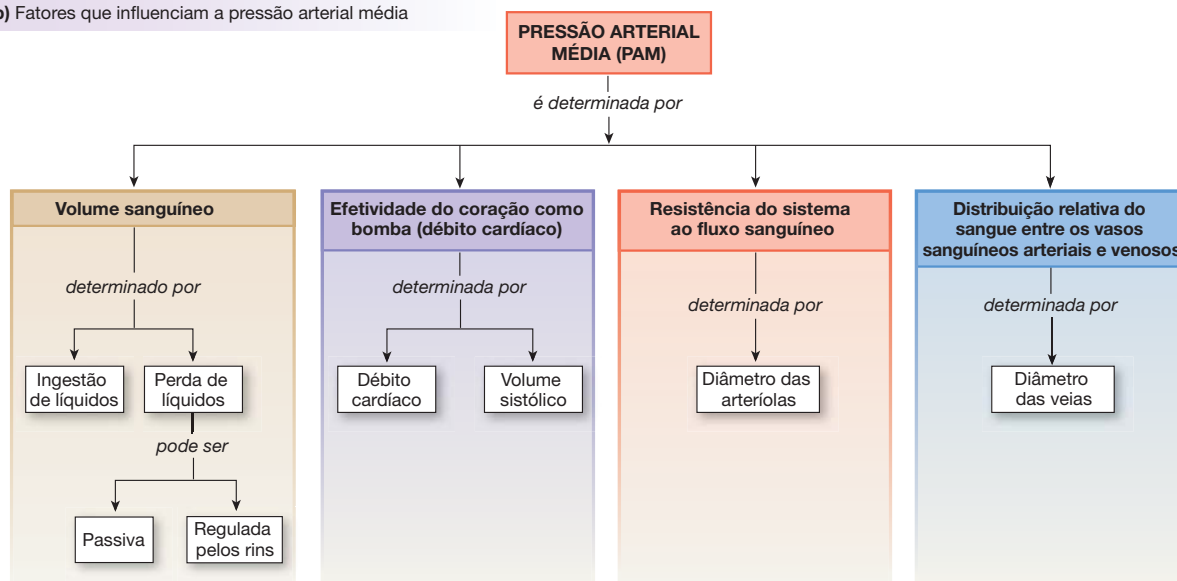 b) Fatores que influenciam a pressão arterial média
PRESSÃO ARTERIAL
MÉDIA (PAM)
é determinada por
Volume sanguíneo
determinado por
Ingestão
de líquidos
Perda de
líquidos
pode ser
Passiva
Regulada
pelos rins
Efetividade do coração como
bomba (débito cardíaco)
determinada por
Débito
cardíaco
Volume
sistólico
Resistência do sistema
ao fluxo sanguíneo
determinada por
Diâmetro das
arteríolas
Distribuição relativa do
sangue entre os vasos
sanguíneos arteriais e venosos
determinada por
Diâmetro
das veias